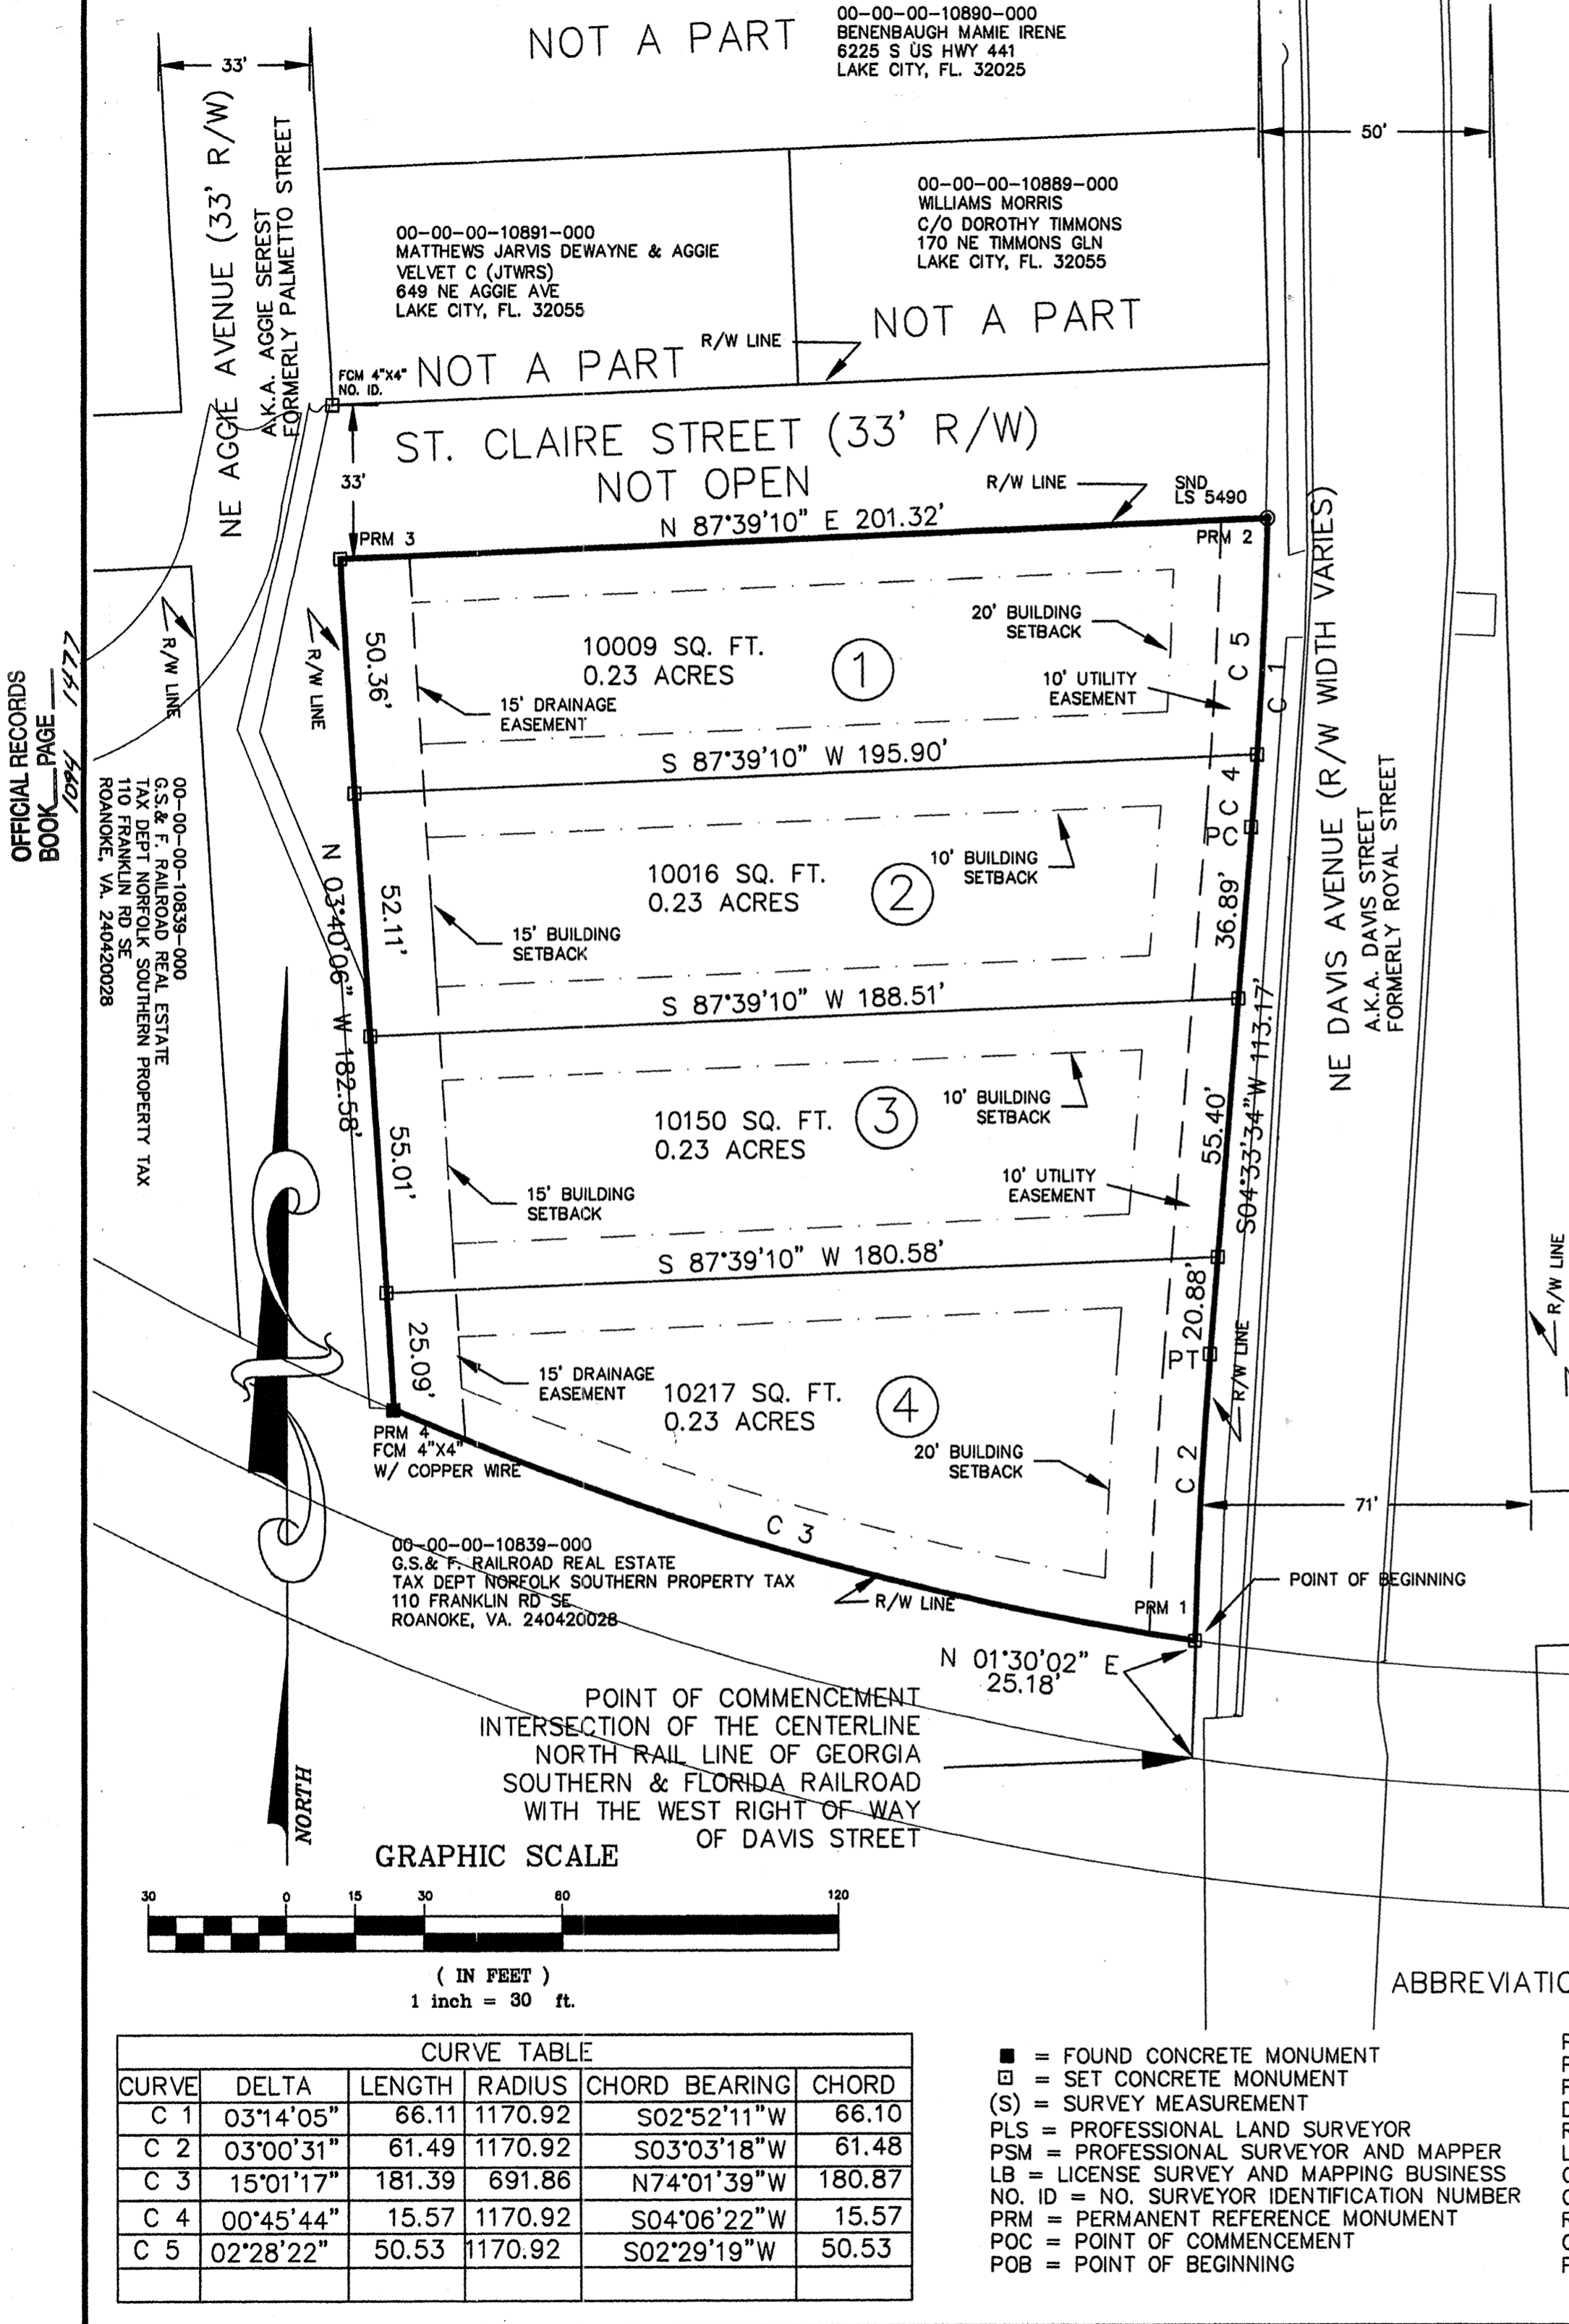 NOT A PART
00-00-00-10890-000
BENENBAUGH MAMIE IRENE
6225 S US HWY 441
LAKE CITY, FL. 32025
33'
50'
NE AGGIE AVENUE (33' R/W)
A.K.A. AGGIE SEREST
FORMERLY PALMETTO STREET
00-00-00-10891-000
MATTHEWS JARVIS DEWAYNE & AGGIE
VELVET C (JTWRS)
649 NE AGGIE AVE
LAKE CITY, FL. 32055
00-00-00-10889-000
WILLIAMS MORRIS
C/O DOROTHY TIMMONS
170 NE TIMMONS GLN
LAKE CITY, FL. 32055
NOT A PART
R/W LINE
NOT A PART
FCM 4"X4"
NO. ID.
ST. CLAIRE STREET (33' R/W)
NOT OPEN
33'
R/W LINE
SND
LS 5490
N 87°39'10" E 201.32'
PRM 3
PRM 2
R/W LINE
R/W LINE
50.36'
10009 SQ. FT.
0.23 ACRES
1
20' BUILDING
SETBACK
10' UTILITY
EASEMENT
15' DRAINAGE
EASEMENT
C 5
C 1
S 87°39'10" W 195.90'
NE DAVIS AVENUE (R/W WIDTH VARIES)
A.K.A. DAVIS STREET
FORMERLY ROYAL STREET
OFFICIAL RECORDS
BOOK PAGE
1094 1477
00-00-00-10839-000
G.S.& F. RAILROAD REAL ESTATE
TAX DEPT NORFOLK SOUTHERN PROPERTY TAX
110 FRANKLIN RD SE
ROANOKE, VA. 240420028
N 03°40'06" W 182.58'
52.11'
10016 SQ. FT.
0.23 ACRES
2
10' BUILDING
SETBACK
15' BUILDING
SETBACK
C 4
PC
36.89'
S 87°39'10" W 188.51'
S04°33'34"W 113.17'
55.01'
10150 SQ. FT.
0.23 ACRES
3
10' BUILDING
SETBACK
15' BUILDING
SETBACK
10' UTILITY
EASEMENT
55.40'
S 87°39'10" W 180.58'
20.88'
PT
R/W LINE
R/W LINE
25.09'
15' DRAINAGE
EASEMENT
10217 SQ. FT.
0.23 ACRES
4
20' BUILDING
SETBACK
C 2
71'
PRM 4
FCM 4"X4"
W/ COPPER WIRE
C 3
00-00-00-10839-000
G.S.& F. RAILROAD REAL ESTATE
TAX DEPT NORFOLK SOUTHERN PROPERTY TAX
110 FRANKLIN RD SE
ROANOKE, VA. 240420028
R/W LINE
PRM 1
POINT OF BEGINNING
N 01°30'02" E
25.18'
POINT OF COMMENCEMENT
INTERSECTION OF THE CENTERLINE
NORTH RAIL LINE OF GEORGIA
SOUTHERN & FLORIDA RAILROAD
WITH THE WEST RIGHT OF WAY
OF DAVIS STREET
NORTH
GRAPHIC SCALE
30 0 15 30 60 120
( IN FEET )
1 inch = 30 ft.
CURVE TABLE
CURVE DELTA LENGTH RADIUS CHORD BEARING CHORD
C 1 03°14'05" 66.11 1170.92 S02°52'11"W 66.10
C 2 03°00'31" 61.49 1170.92 S03°03'18"W 61.48
C 3 15°01'17" 181.39 691.86 N74°01'39"W 180.87
C 4 00°45'44" 15.57 1170.92 S04°06'22"W 15.57
C 5 02°28'22" 50.53 1170.92 S02°29'19"W 50.53
ABBREVIATIO
= FOUND CONCRETE MONUMENT
= SET CONCRETE MONUMENT
(S) = SURVEY MEASUREMENT
PLS = PROFESSIONAL LAND SURVEYOR
PSM = PROFESSIONAL SURVEYOR AND MAPPER
LB = LICENSE SURVEY AND MAPPING BUSINESS
NO. ID = NO. SURVEYOR IDENTIFICATION NUMBER
PRM = PERMANENT REFERENCE MONUMENT
POC = POINT OF COMMENCEMENT
POB = POINT OF BEGINNING